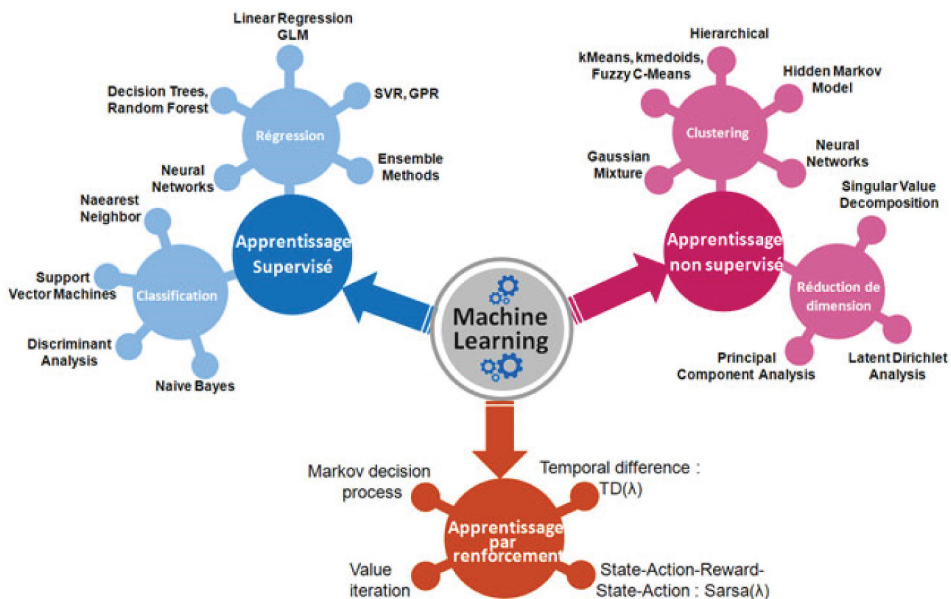 Linear Regression
GLM
Decision Trees,
Random Forest
SVR, GPR
Régression
Neural
Networks
Ensemble
Methods
Naearest
Neighbor
Apprentissage
Supervisé
Support
Vector Machines
Classification
Discriminant
Analysis
Naive Bayes
Machine
Learning
Hierarchical
kMeans, kmedoids,
Fuzzy C-Means
Hidden Markov
Model
Clustering
Gaussian
Mixture
Neural
Networks
Singular Value
Decomposition
Apprentissage
non supervisé
Réduction de
dimension
Principal
Component Analysis
Latent Dirichlet
Analysis
Markov decision
process
Temporal difference :
TD(λ)
Apprentissage
par
renforcement
Value
iteration
State-Action-Reward-
State-Action : Sarsa(λ)